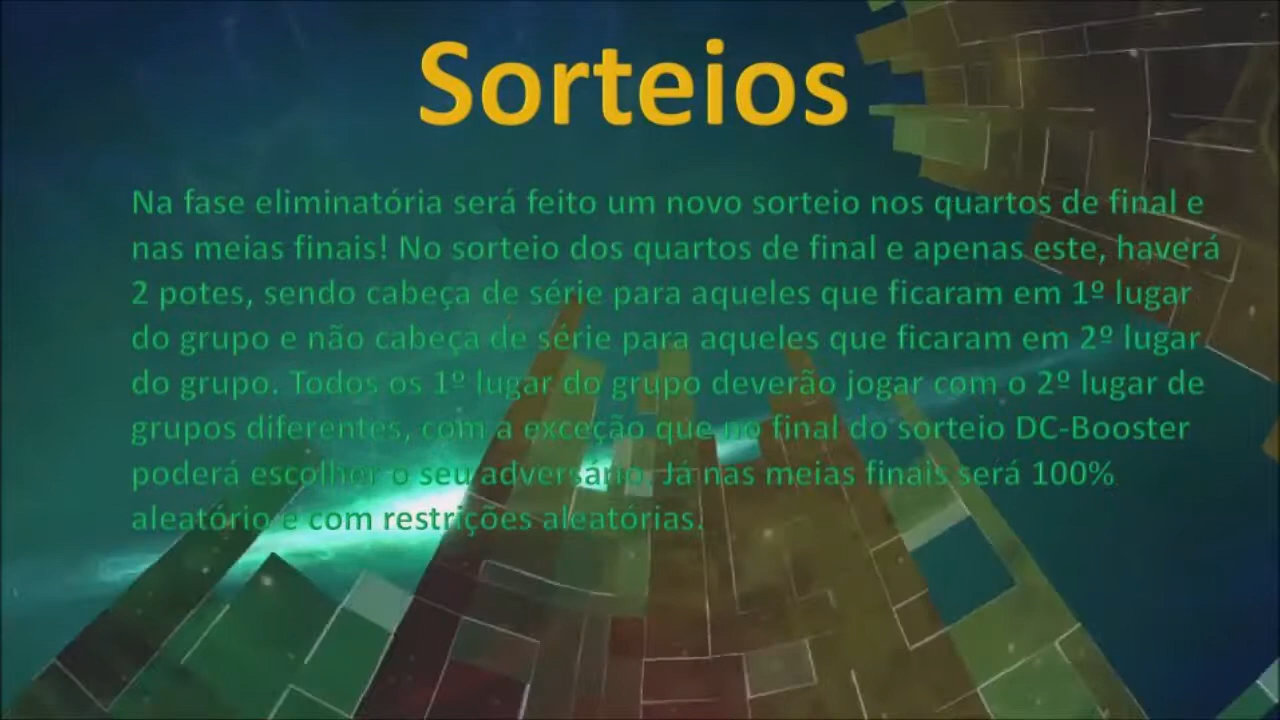 Sorteios
Na fase eliminatória será feito um novo sorteio nos quartos de final e
nas meias finais! No sorteio dos quartos de final e apenas este, haverá
2 potes, sendo cabeça de série para aqueles que ficaram em 1º lugar
do grupo e não cabeça de série para aqueles que ficaram em 2º lugar
do grupo. Todos os 1º lugar do grupo deverão jogar com o 2º lugar de
grupos diferentes, com a exceção que no final do sorteio DC-Booster
poderá escolher o seu adversário. Já nas meias finais será 100%
aleatório e com restrições aleatórias.